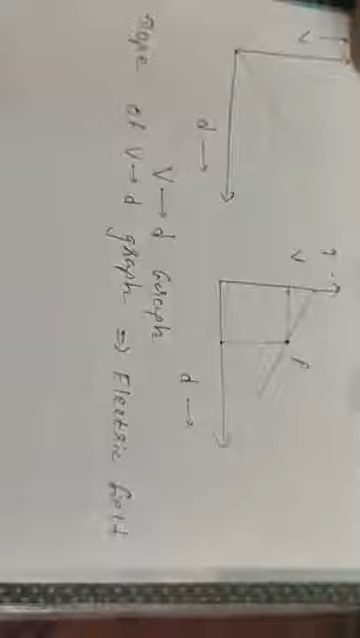 V
d →
↑
V
P
d →
V → d Graph
Slope of V → d graph ⇒ Electric field